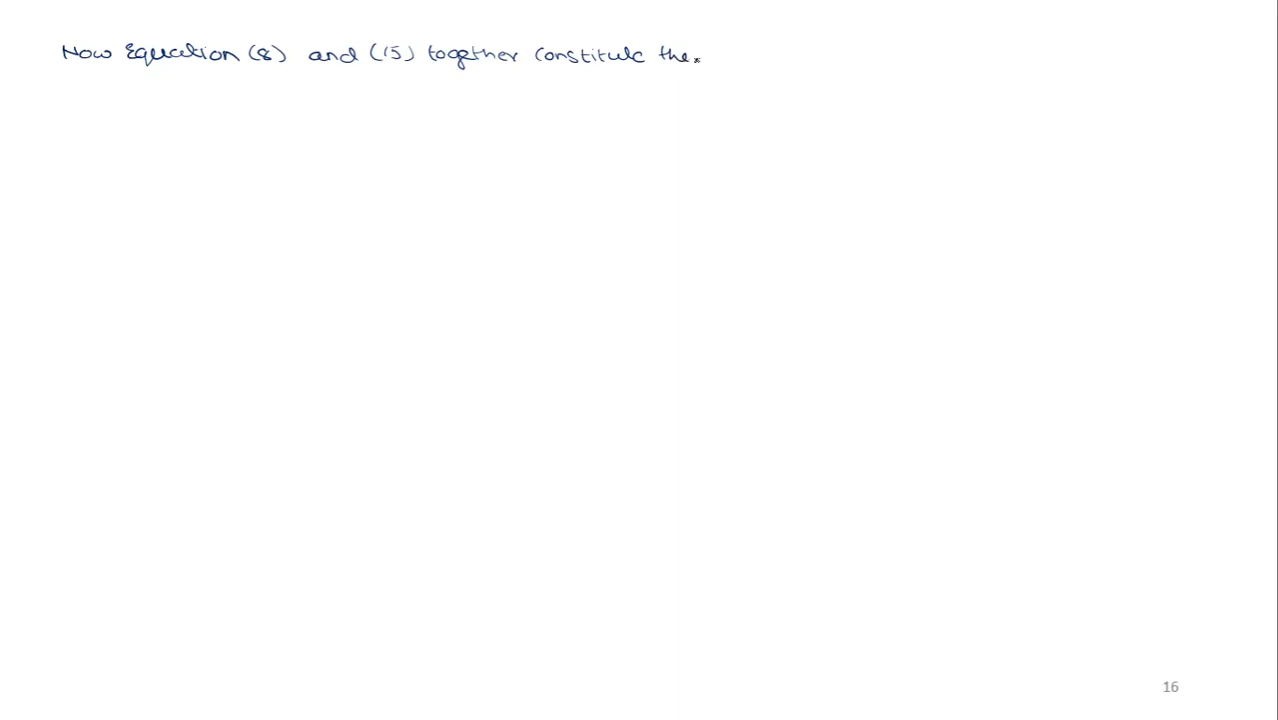 Now Equation (8) and (15) together constitute the
16